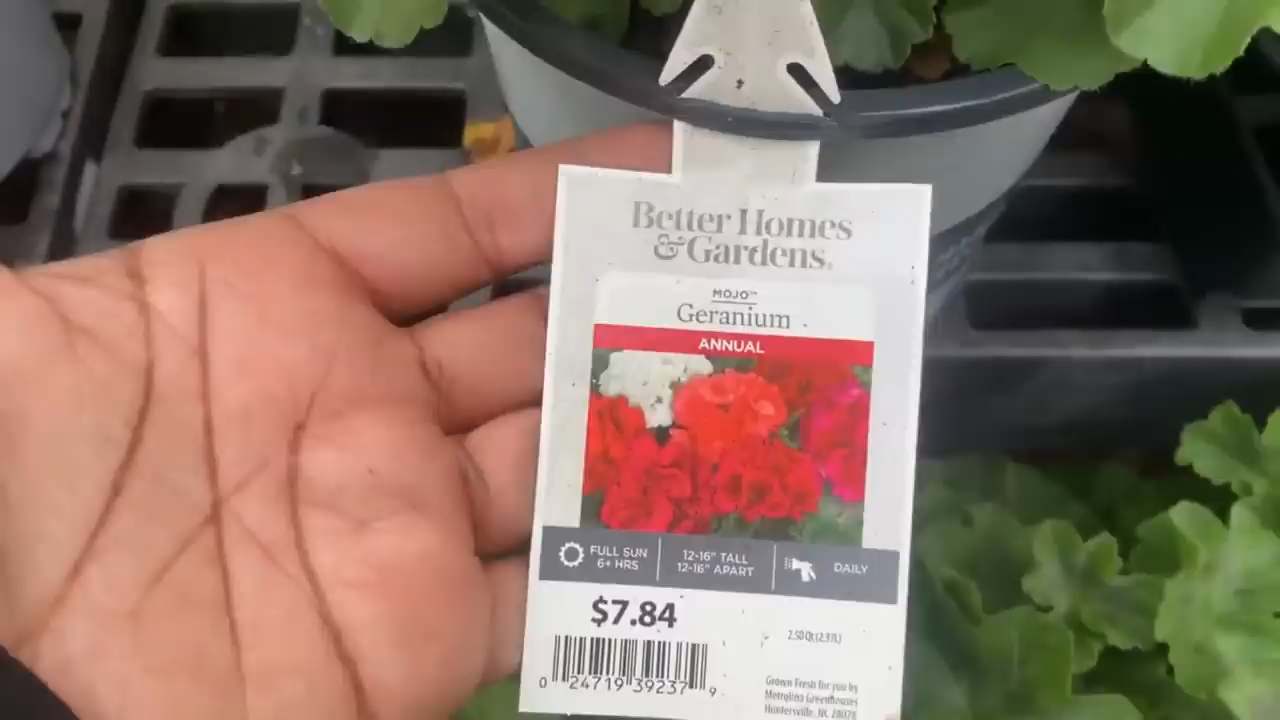 Better Homes
& Gardens®
MOJO™
Geranium
ANNUAL
FULL SUN
6+ HRS
12-16" TALL
12-16" APART
DAILY
$7.84
2.50 Qt (2.37L)
0 24719 39237 9
Grown Fresh for you by
Metrolina Greenhouses
Huntersville, NC 28078